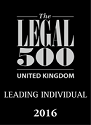 The
LEGAL
500
UNITED KINGDOM
LEADING INDIVIDUAL
2016